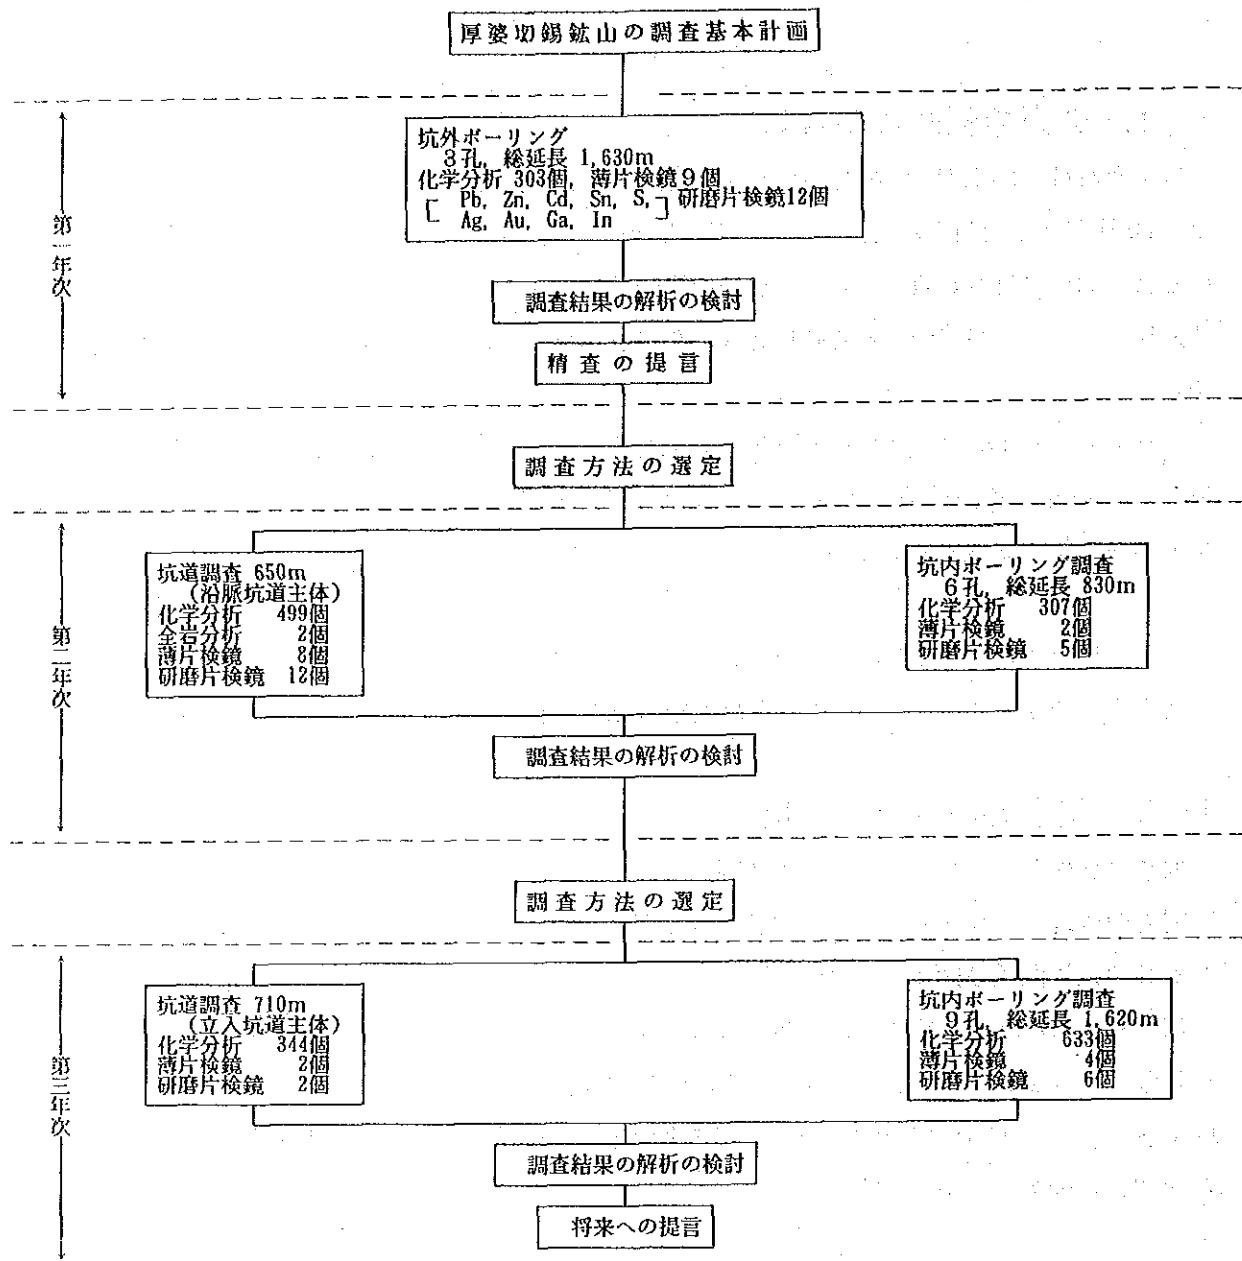 厚婆叨錫鉱山の調査基本計画
第一年次
坑外ボーリング
3孔, 総延長 1,630m
化学分析 303個, 薄片検鏡9個
[ Pb, Zn, Cd, Sn, S, ] 研磨片検鏡12個
Ag, Au, Ga, In
調査結果の解析の検討
精査の提言
調査方法の選定
第二年次
坑道調査 650m
(沿脈坑道主体)
化学分析 499個
全岩分析 2個
薄片検鏡 8個
研磨片検鏡 12個
坑内ボーリング調査
6孔, 総延長 830m
化学分析 307個
薄片検鏡 2個
研磨片検鏡 5個
調査結果の解析の検討
調査方法の選定
第三年次
坑道調査 710m
(立入坑道主体)
化学分析 344個
薄片検鏡 2個
研磨片検鏡 2個
坑内ボーリング調査
9孔, 総延長 1,620m
化学分析 633個
薄片検鏡 4個
研磨片検鏡 6個
調査結果の解析の検討
将来への提言